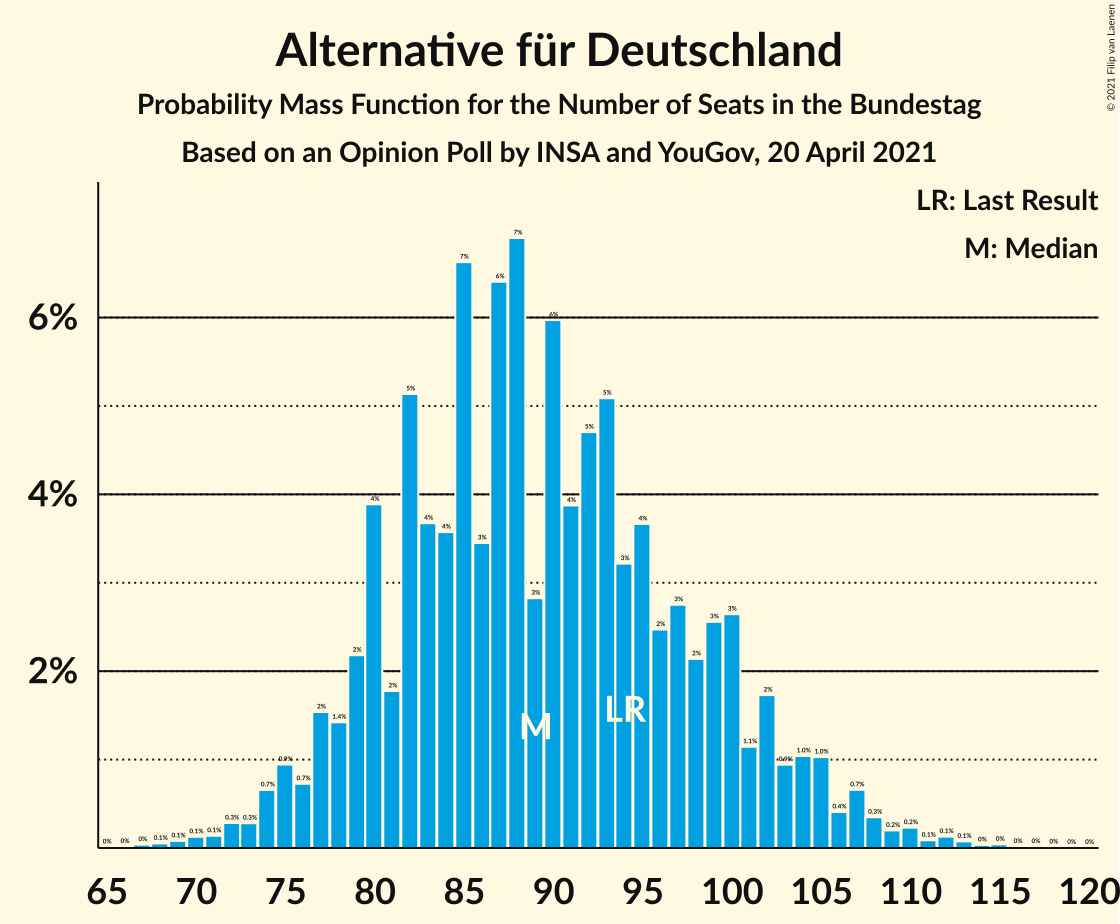 © 2021 Filip van Laenen
Alternative für Deutschland
Probability Mass Function for the Number of Seats in the Bundestag
Based on an Opinion Poll by INSA and YouGov, 20 April 2021
LR: Last Result
M: Median
6%
4%
2%
0% 0% 0% 0.1% 0.1% 0.1% 0.1% 0.3% 0.3% 0.7% 0.9% 0.7% 2% 1.4% 2% 4% 2% 5% 4% 4% 7% 3% 6% 7% 3% 6% 4% 5% 5% 3% 4% 2% 3% 2% 3% 3% 1.1% 2% 0.9% 1.0% 1.0% 0.4% 0.7% 0.3% 0.2% 0.2% 0.1% 0.1% 0.1% 0% 0% 0% 0% 0% 0% 0%
M LR
65 70 75 80 85 90 95 100 105 110 115 120